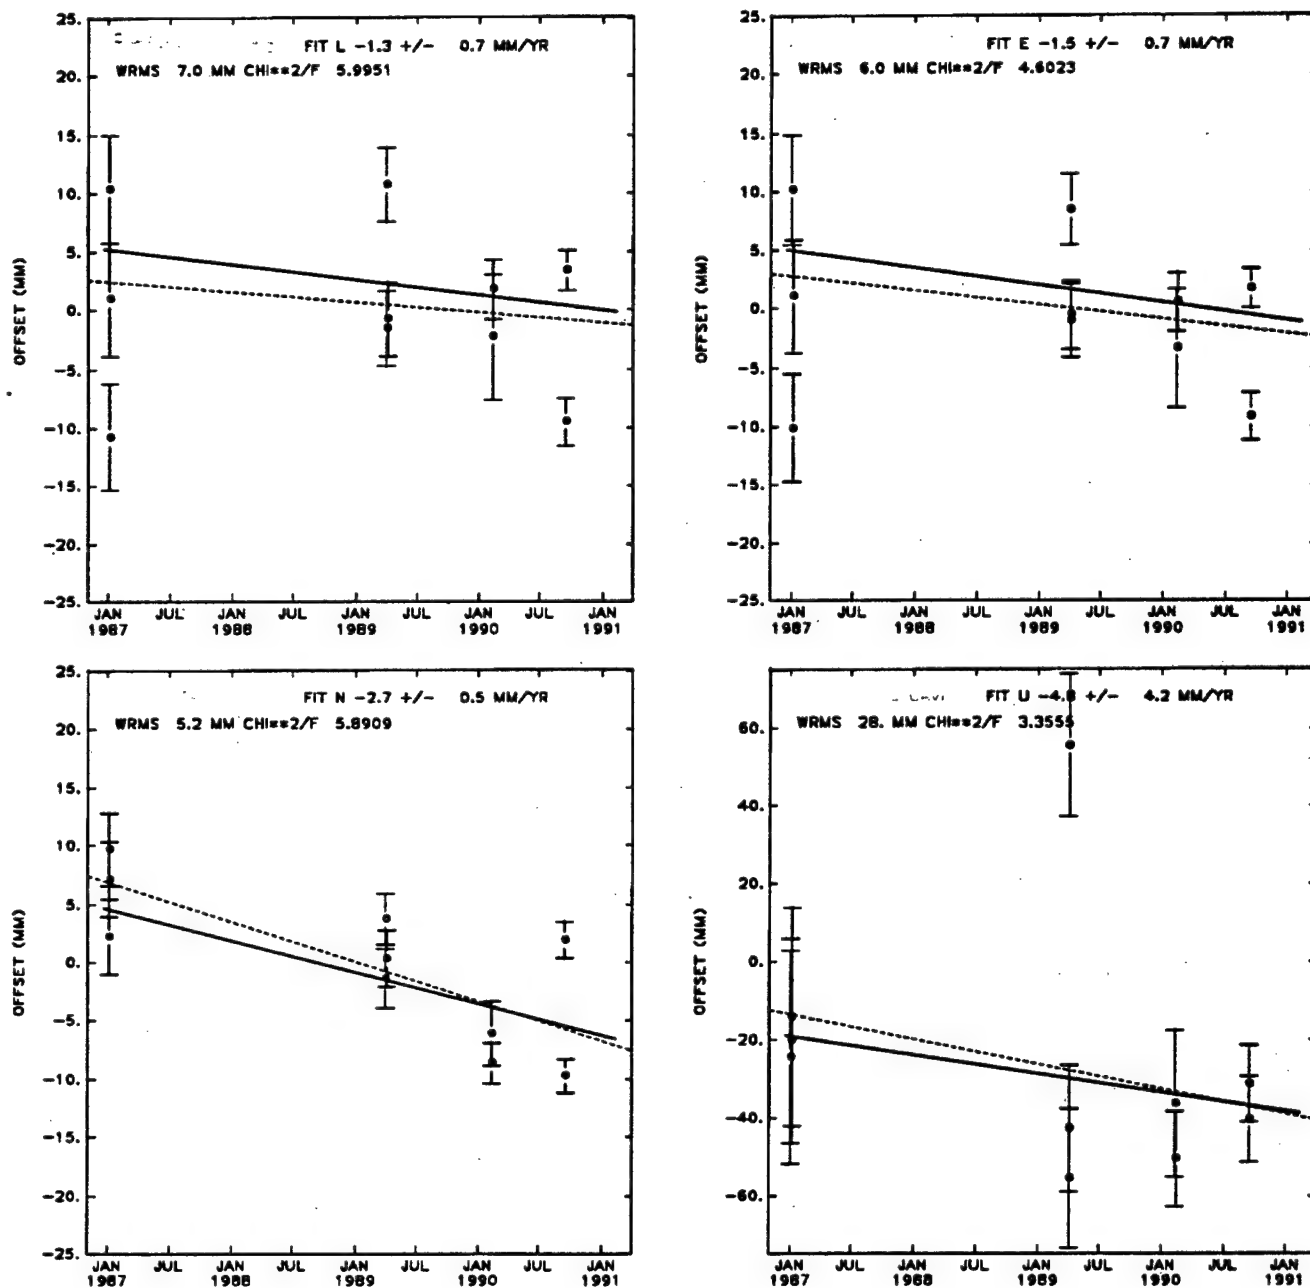 FIT L -1.3 +/- 0.7 MM/YR
WRMS 7.0 MM CHI**2/F 5.9951
25.
20.
15.
10.
5.
0.
-5.
-10.
-15.
-20.
-25.
OFFSET (MM)
JAN JUL JAN JUL JAN JUL JAN JUL JAN
1987 1988 1989 1990 1991
FIT E -1.5 +/- 0.7 MM/YR
WRMS 6.0 MM CHI**2/F 4.6023
25.
20.
15.
10.
5.
0.
-5.
-10.
-15.
-20.
-25.
OFFSET (MM)
JAN JUL JAN JUL JAN JUL JAN JUL JAN
1987 1988 1989 1990 1991
FIT N -2.7 +/- 0.5 MM/YR
WRMS 5.2 MM CHI**2/F 5.8909
25.
20.
15.
10.
5.
0.
-5.
-10.
-15.
-20.
-25.
OFFSET (MM)
JAN JUL JAN JUL JAN JUL JAN JUL JAN
1987 1988 1989 1990 1991
FIT U +/- 4.2 MM/YR
WRMS 28. MM CHI**2/F 3.3555
60.
40.
20.
0.
-20.
-40.
-60.
OFFSET (MM)
JAN JUL JAN JUL JAN JUL JAN JUL JAN
1987 1988 1989 1990 1991